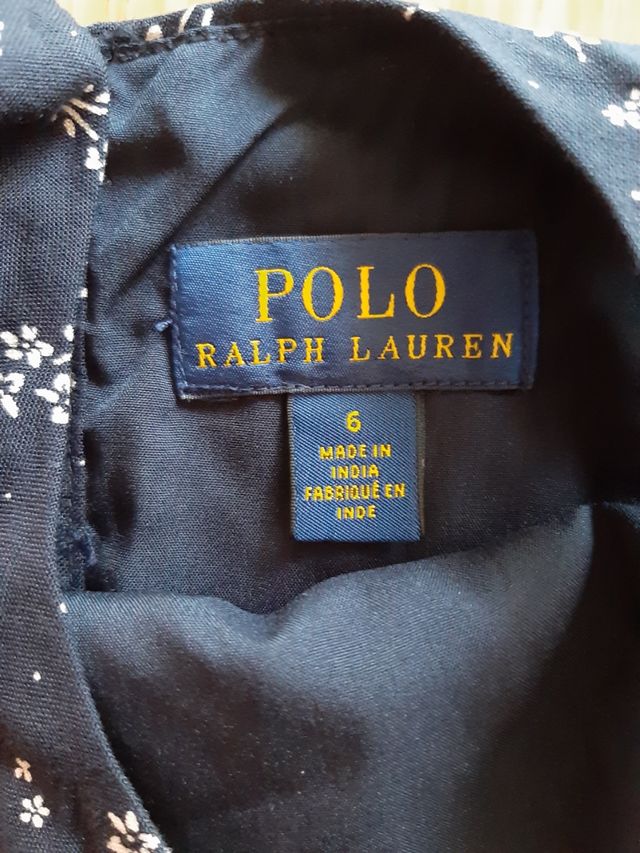 POLO
RALPH LAUREN
6
MADE IN
INDIA
FABRIQUÉ EN
INDE